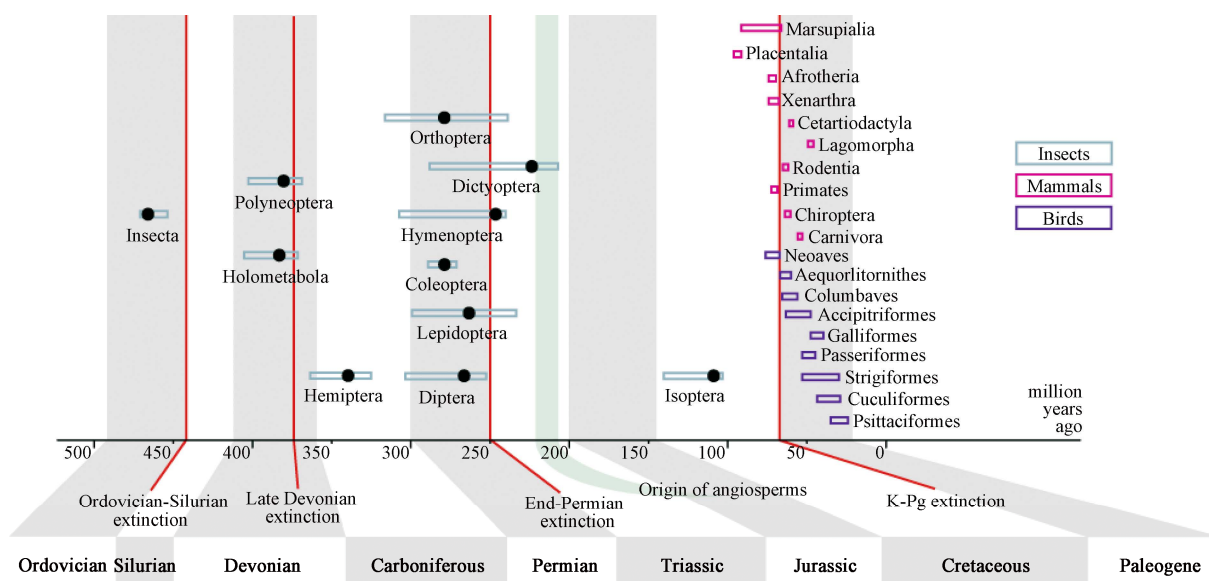 Marsupialia
Placentalia
Afrotheria
Xenarthra
Orthoptera
Cetartiodactyla
Lagomorpha
Insects
Dictyoptera
Rodentia
Polyneoptera
Primates
Mammals
Insecta
Hymenoptera
Chiroptera
Birds
Carnivora
Holometabola
Neoaves
Coleoptera
Aequorlitornithes
Columbaves
Lepidoptera
Accipitriformes
Galliformes
Passeriformes
Hemiptera
Diptera
Isoptera
Strigiformes
Cuculiformes
Psittaciformes
million
years
ago
500 450 400 350 300 250 200 150 100 50 0
Ordovician-Silurian
extinction
Late Devonian
extinction
End-Permian
extinction
Origin of angiosperms
K-Pg extinction
Ordovician Silurian Devonian Carboniferous Permian Triassic Jurassic Cretaceous Paleogene